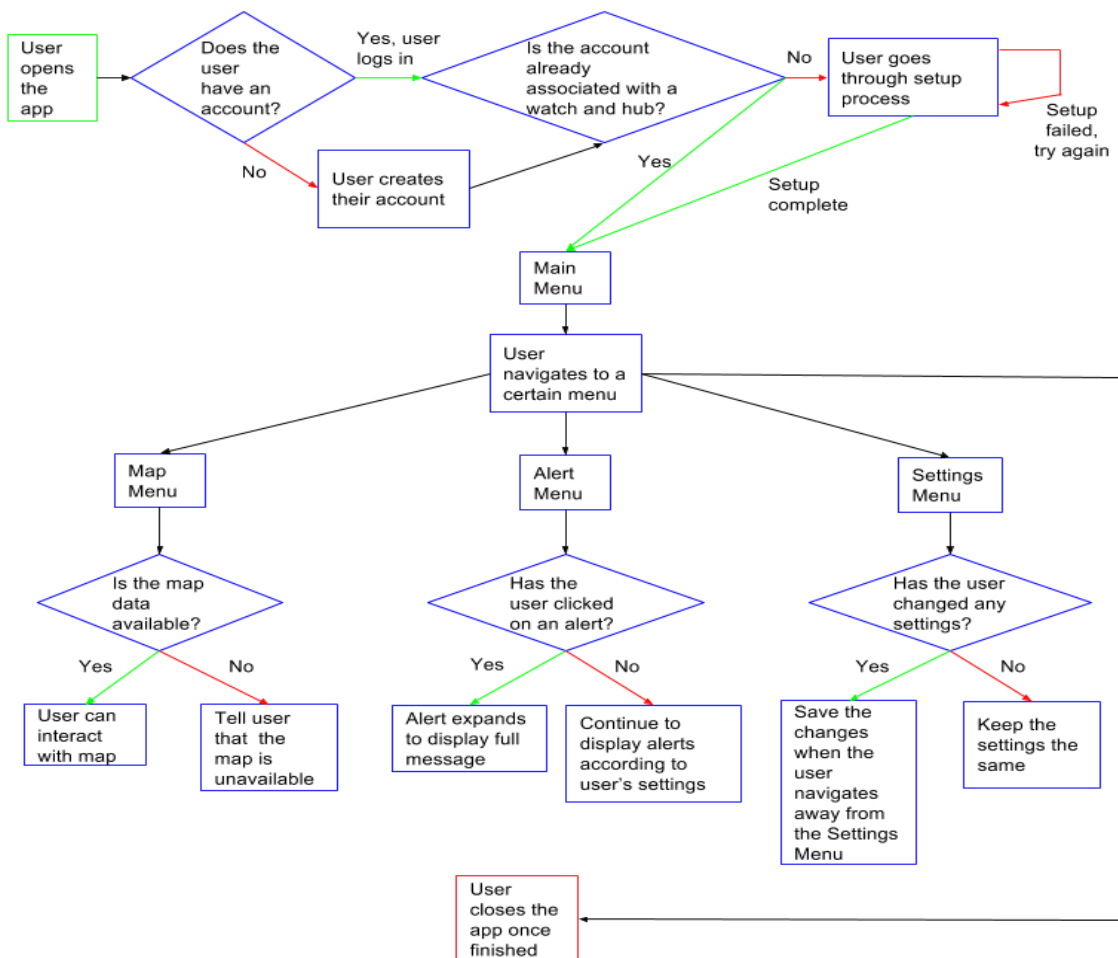 User
opens
the
app
Does the
user
have an
account?
Yes, user
logs in
Is the account
already
associated with a
watch and hub?
No
User goes
through setup
process
Setup
failed,
try again
No
User creates
their account
Yes
Setup
complete
Main
Menu
User
navigates to a
certain menu
Map
Menu
Alert
Menu
Settings
Menu
Is the map
data
available?
Has the
user clicked
on an alert?
Has the user
changed any
settings?
Yes
No
Yes
No
Yes
No
User can
interact
with map
Tell user
that the
map is
unavailable
Alert expands
to display full
message
Continue to
display alerts
according to
user's settings
Save the
changes
when the
user
navigates
away from
the Settings
Menu
Keep the
settings the
same
User
closes the
app once
finished